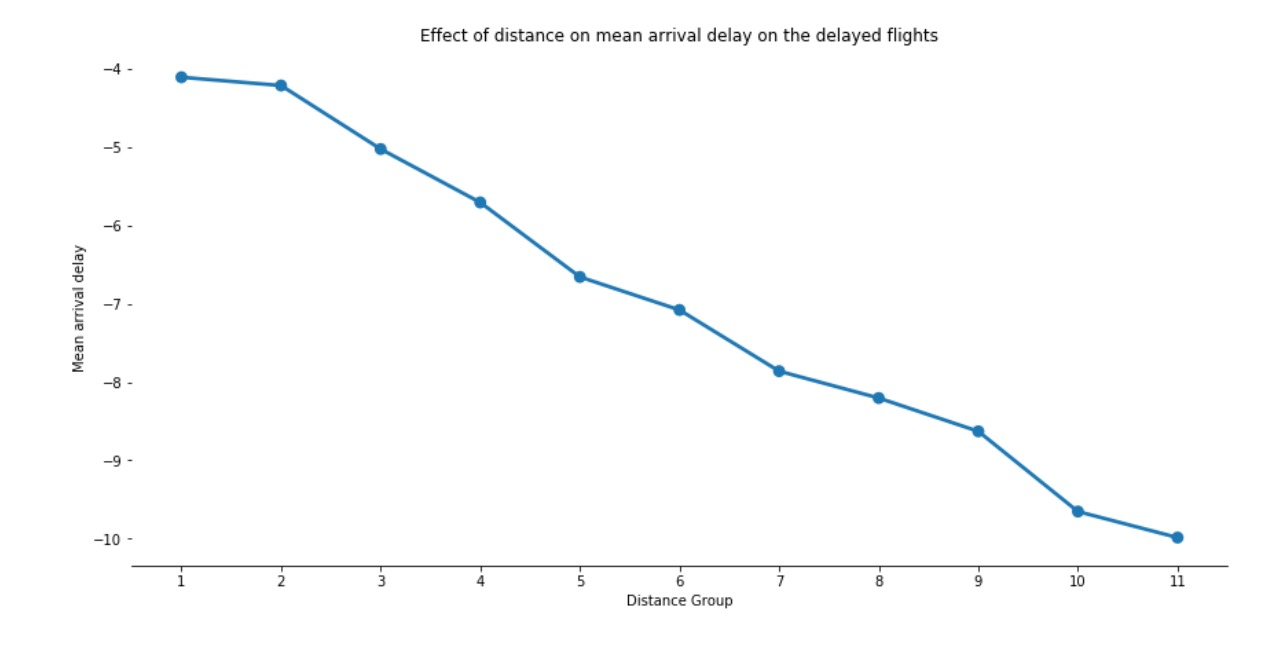 Effect of distance on mean arrival delay on the delayed flights
−4
−5
−6
−7
−8
−9
−10
Mean arrival delay
1 2 3 4 5 6 7 8 9 10 11
Distance Group